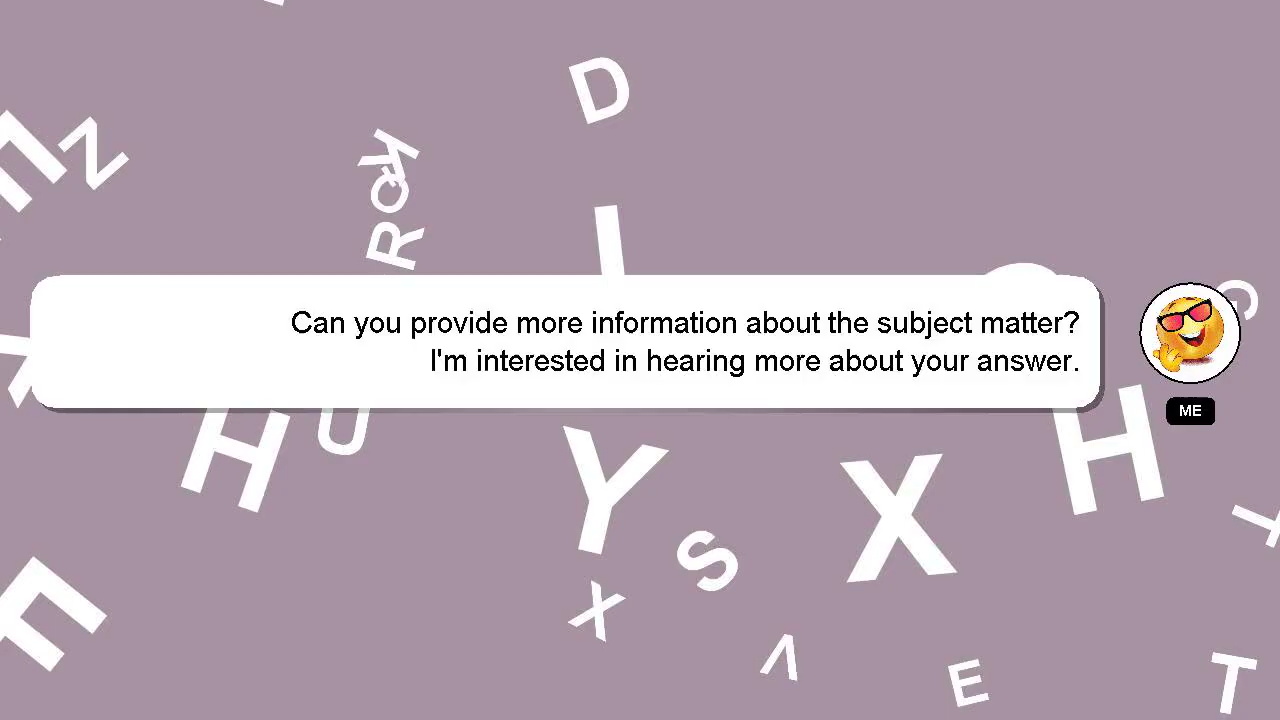 D
Z
K
O
R
I
G
Can you provide more information about the subject matter?
I'm interested in hearing more about your answer.
ME
H
U
Y
X
H
S
X
V
E
T